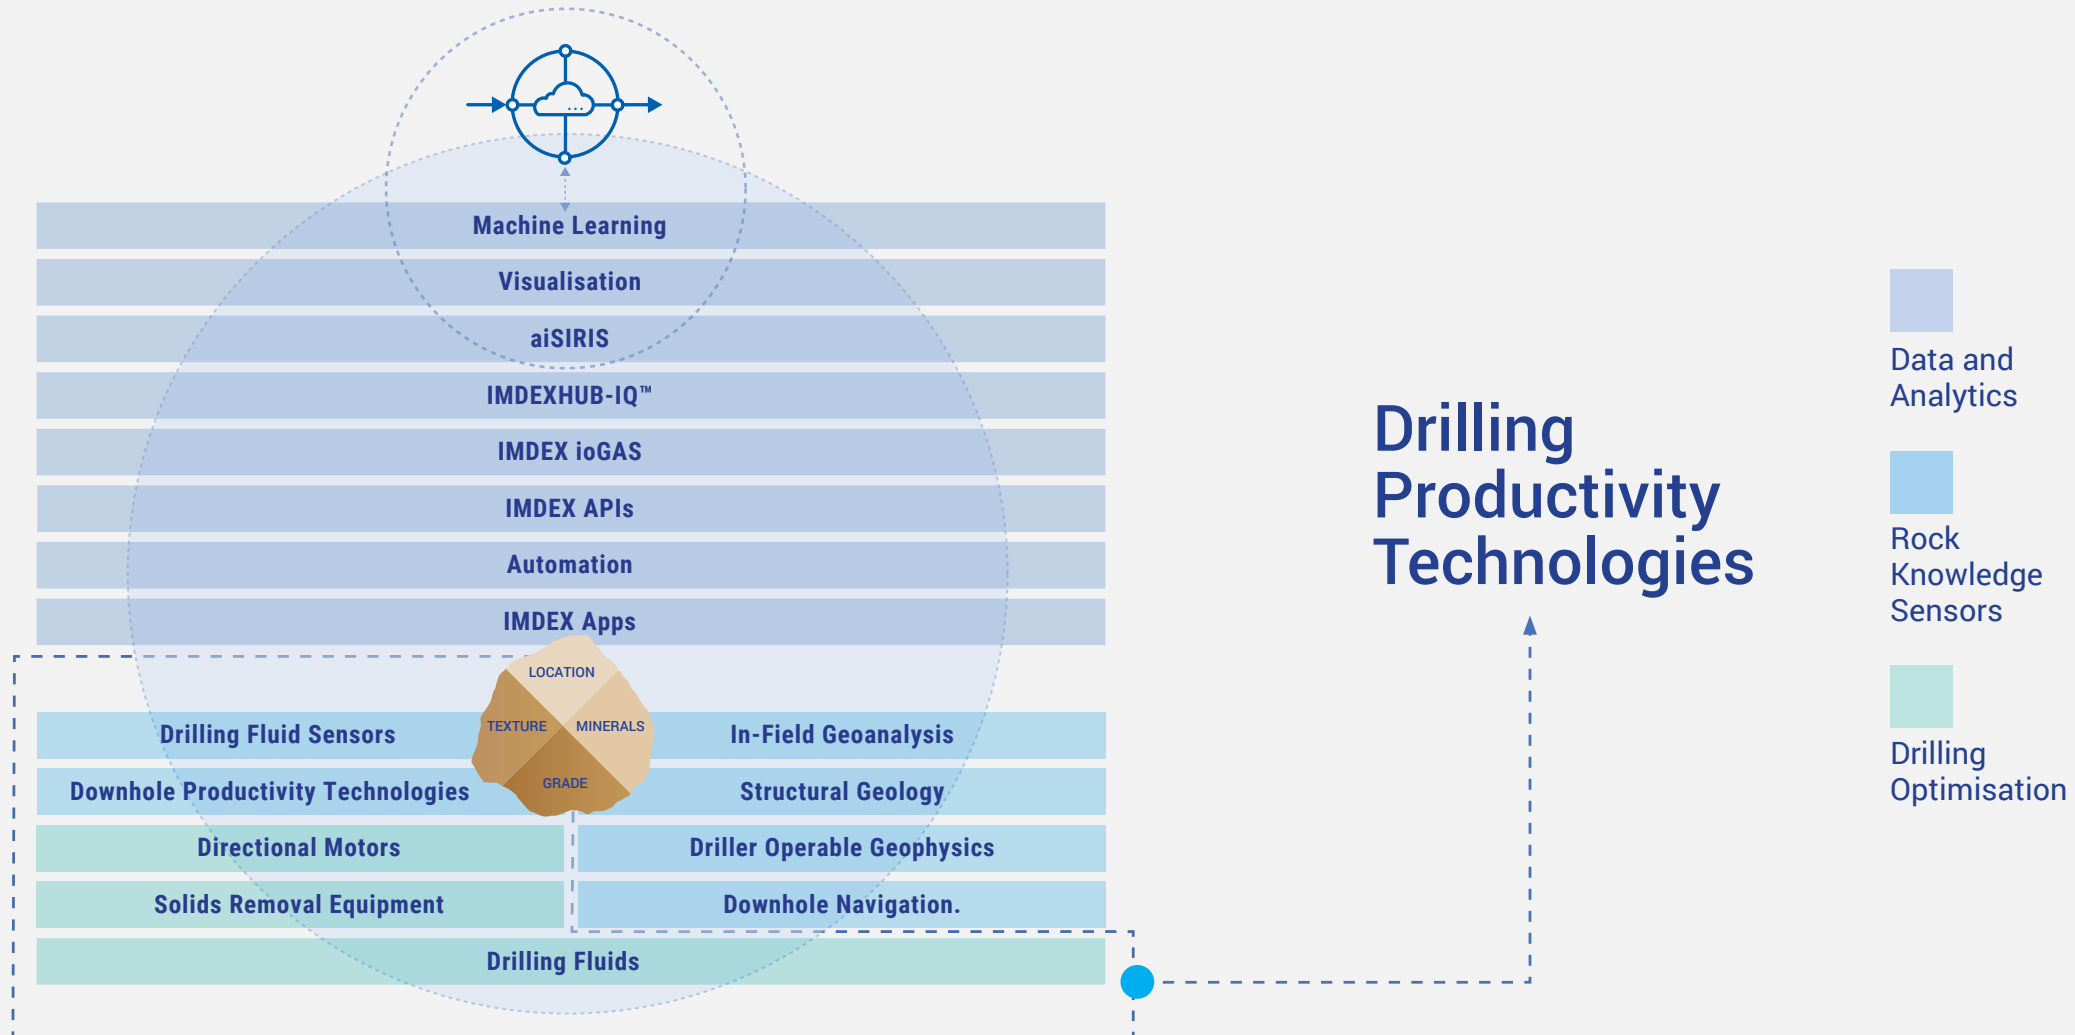 Machine Learning
Visualisation
aiSIRIS
IMDEXHUB-IQ™
IMDEX ioGAS
IMDEX APIs
Automation
IMDEX Apps
LOCATION
TEXTURE
MINERALS
GRADE
Drilling Fluid Sensors
In-Field Geoanalysis
Downhole Productivity Technologies
Structural Geology
Directional Motors
Driller Operable Geophysics
Solids Removal Equipment
Downhole Navigation.
Drilling Fluids
Drilling
Productivity
Technologies
Data and
Analytics
Rock
Knowledge
Sensors
Drilling
Optimisation